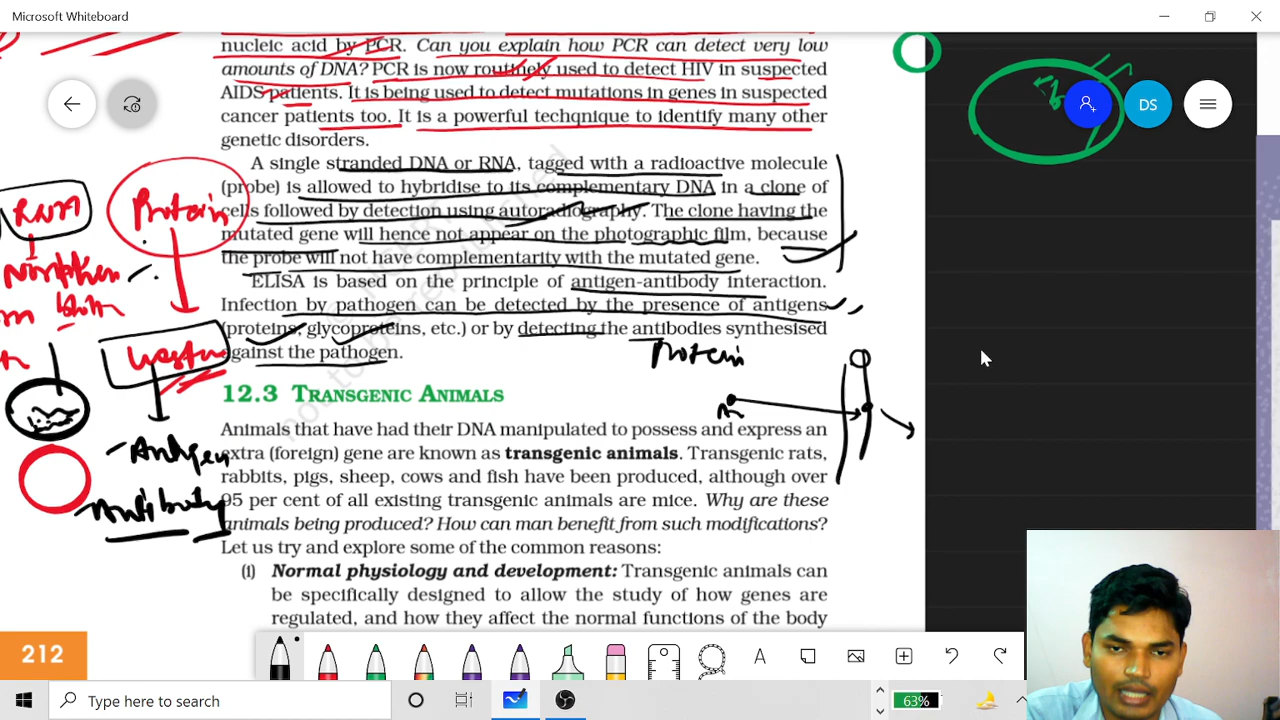 Microsoft Whiteboard
nucleic acid by PCR. Can you explain how PCR can detect very low
amounts of DNA? PCR is now routinely used to detect HIV in suspected
AIDS patients. It is being used to detect mutations in genes in suspected
cancer patients too. It is a powerful techqnique to identify many other
genetic disorders.
A single stranded DNA or RNA, tagged with a radioactive molecule
(probe) is allowed to hybridise to its complementary DNA in a clone of
cells followed by detection using autoradiography. The clone having the
mutated gene will hence not appear on the photographic film, because
the probe will not have complementarity with the mutated gene.
ELISA is based on the principle of antigen-antibody interaction.
Infection by pathogen can be detected by the presence of antigens
(proteins, glycoproteins, etc.) or by detecting the antibodies synthesised
against the pathogen.
DS
Protein
Protein
Antigen
Antibody
12.3 TRANSGENIC ANIMALS
Animals that have had their DNA manipulated to possess and express an
extra (foreign) gene are known as transgenic animals. Transgenic rats,
rabbits, pigs, sheep, cows and fish have been produced, although over
95 per cent of all existing transgenic animals are mice. Why are these
animals being produced? How can man benefit from such modifications?
Let us try and explore some of the common reasons:
(i) Normal physiology and development: Transgenic animals can
be specifically designed to allow the study of how genes are
regulated, and how they affect the normal functions of the body
212
A
Type here to search
63%